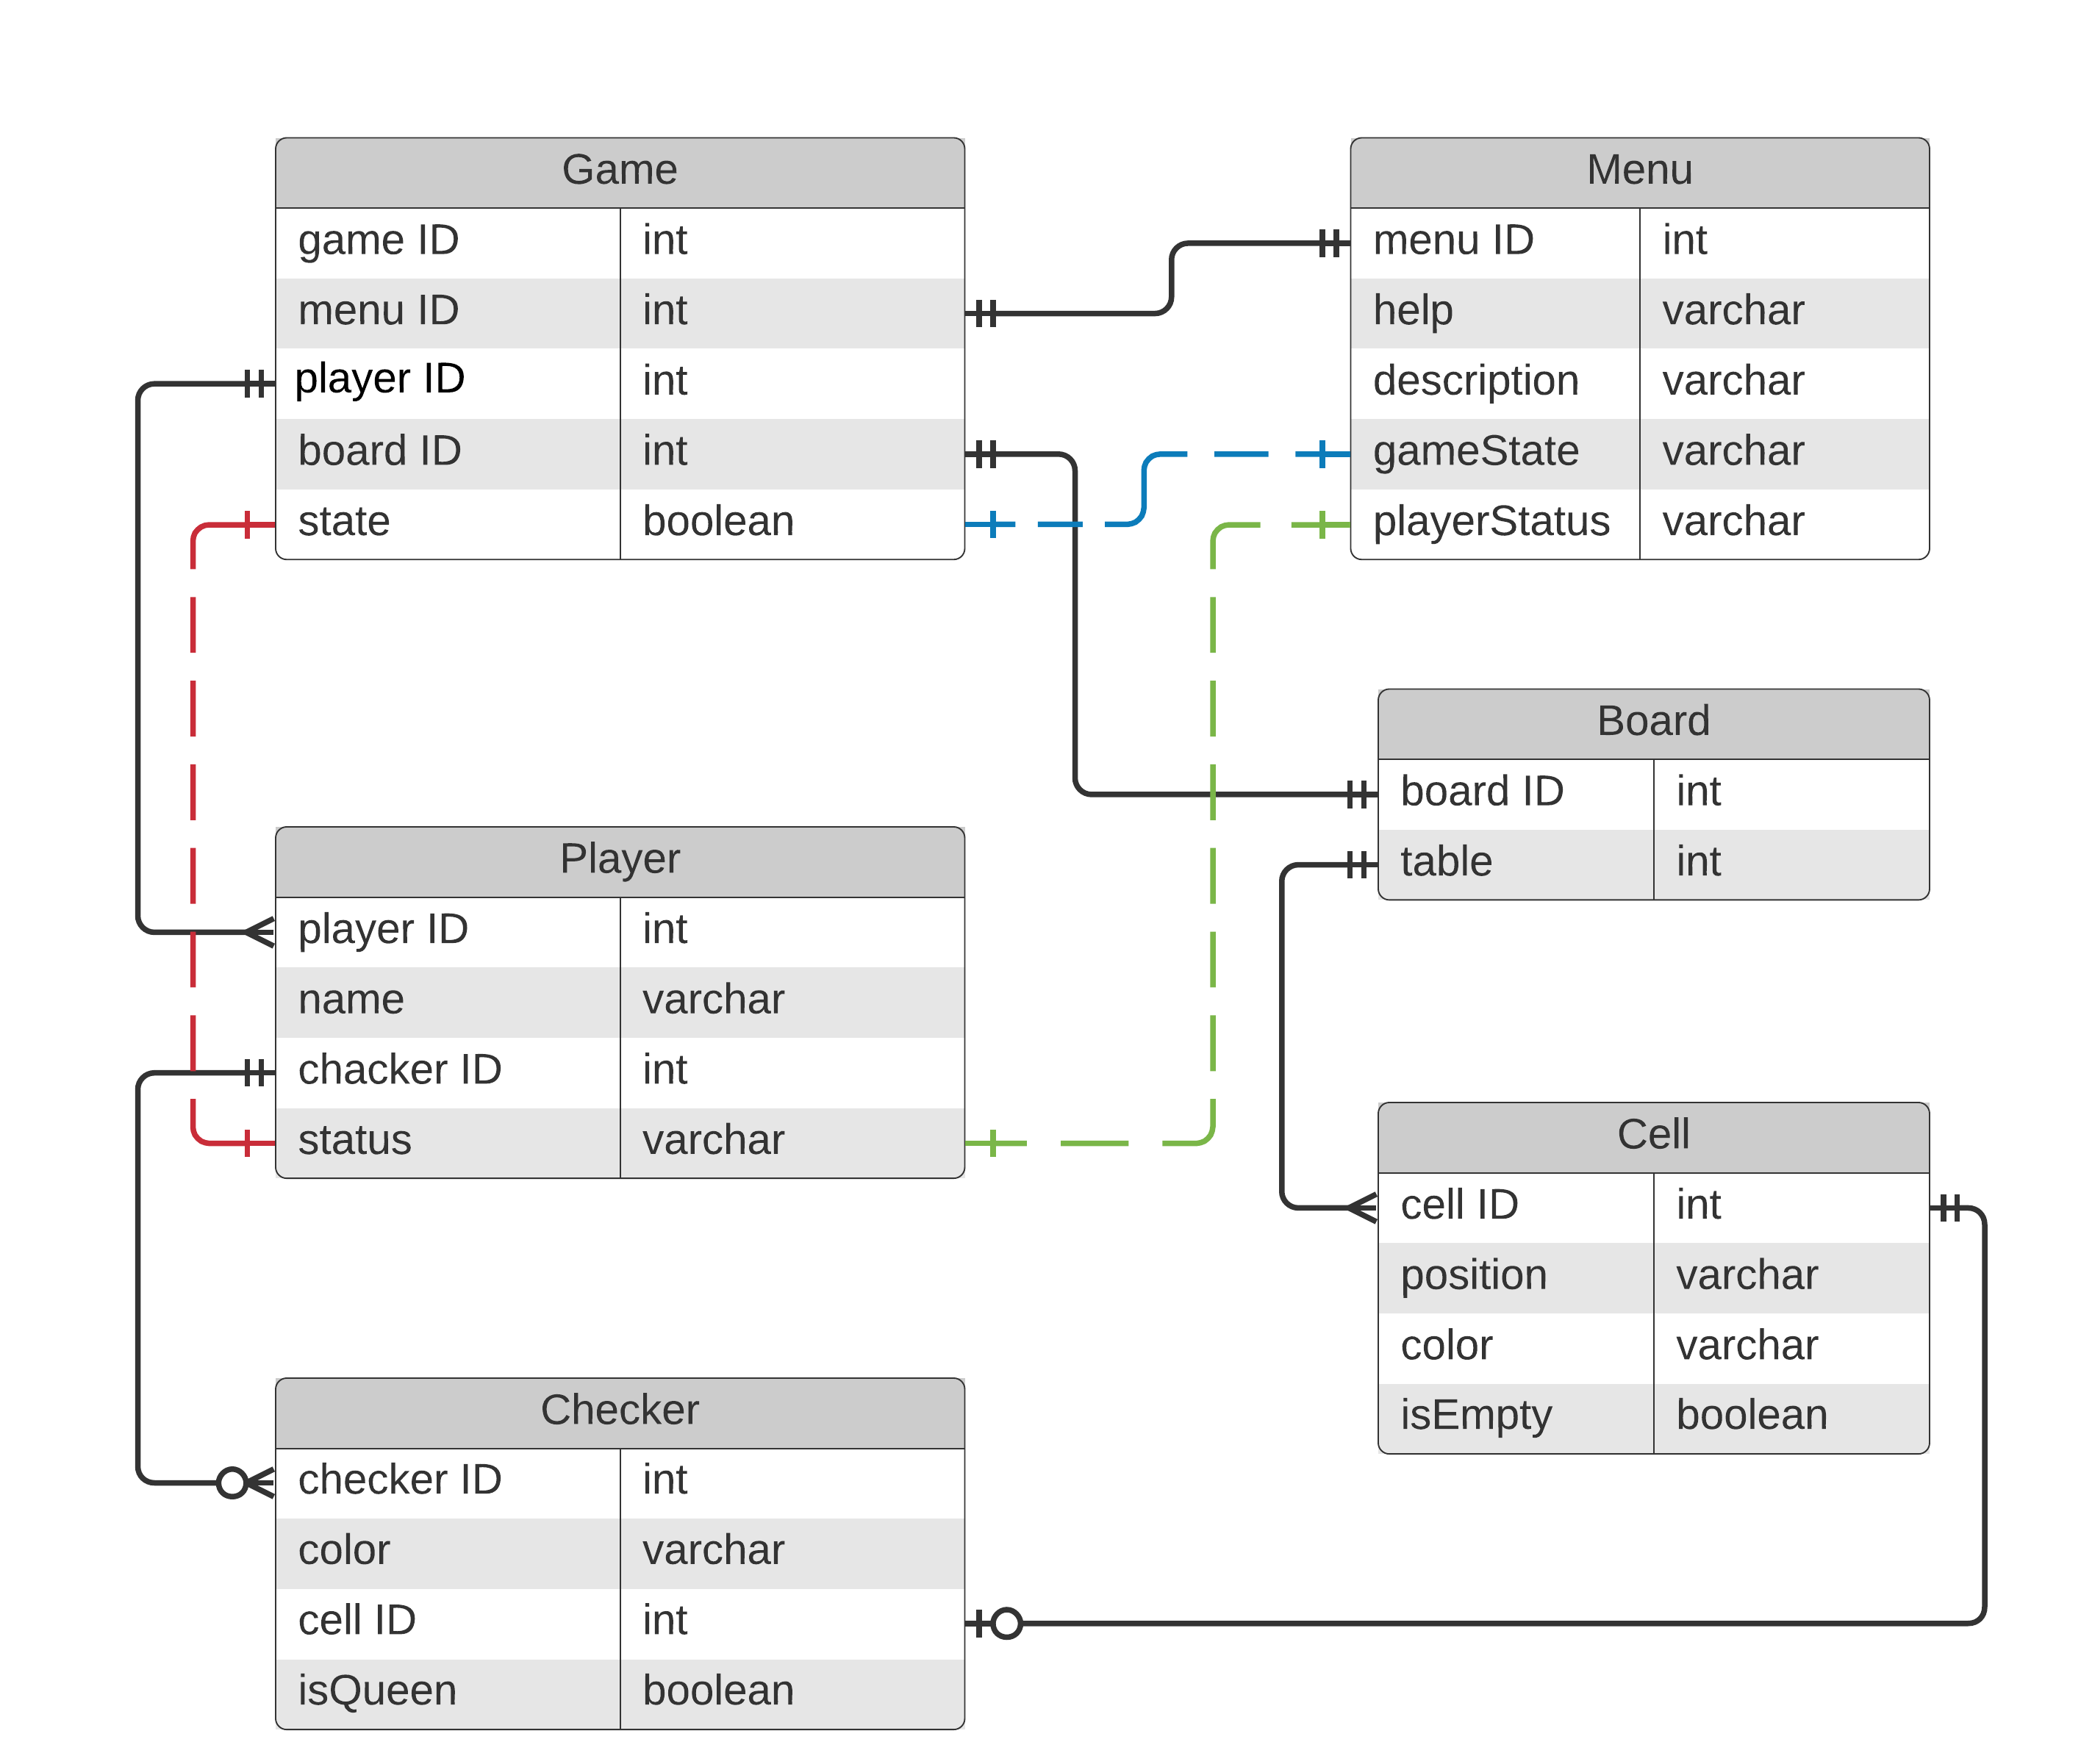 Game
game ID int
menu ID int
player ID int
board ID int
state boolean
Menu
menu ID int
help varchar
description varchar
gameState varchar
playerStatus varchar
Board
board ID int
table int
Player
player ID int
name varchar
chacker ID int
status varchar
Cell
cell ID int
position varchar
color varchar
isEmpty boolean
Checker
checker ID int
color varchar
cell ID int
isQueen boolean